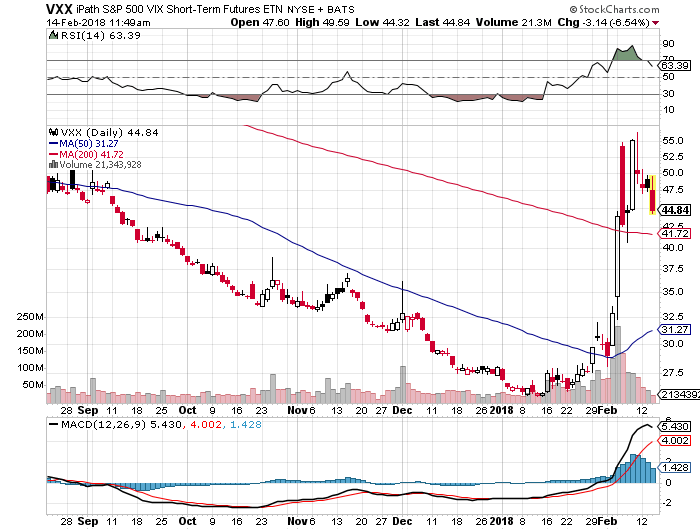 VXX iPath S&P 500 VIX Short-Term Futures ETN NYSE + BATS © StockCharts.com
14-Feb-2018 11:49am Open 47.60 High 49.59 Low 44.32 Last 44.84 Volume 21.3M Chg -3.14 (-6.54%)
RSI(14) 63.39
90
70
63.39
50
30
10
VXX (Daily) 44.84
MA(50) 31.27
MA(200) 41.72
Volume 21,343,928
55.0
52.5
50.0
47.5
44.84
42.5
41.72
40.0
37.5
35.0
32.5
31.27
30.0
27.5
250M
200M
150M
100M
50M
2134392
28 Sep 11 18 25 Oct 9 16 23 Nov 6 13 20 27 Dec 11 18 26 2018 8 16 22 29 Feb 12
MACD(12,26,9) 5.430, 4.002, 1.428
6
5.430
4.002
2
1.428
0
-2
28 Sep 11 18 25 Oct 9 16 23 Nov 6 13 20 27 Dec 11 18 26 2018 8 16 22 29 Feb 12